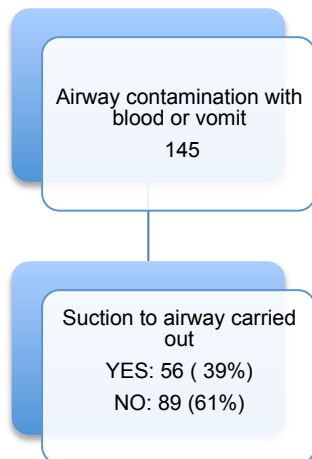 Airway contamination with
blood or vomit
145
Suction to airway carried
out
YES: 56 ( 39%)
NO: 89 (61%)